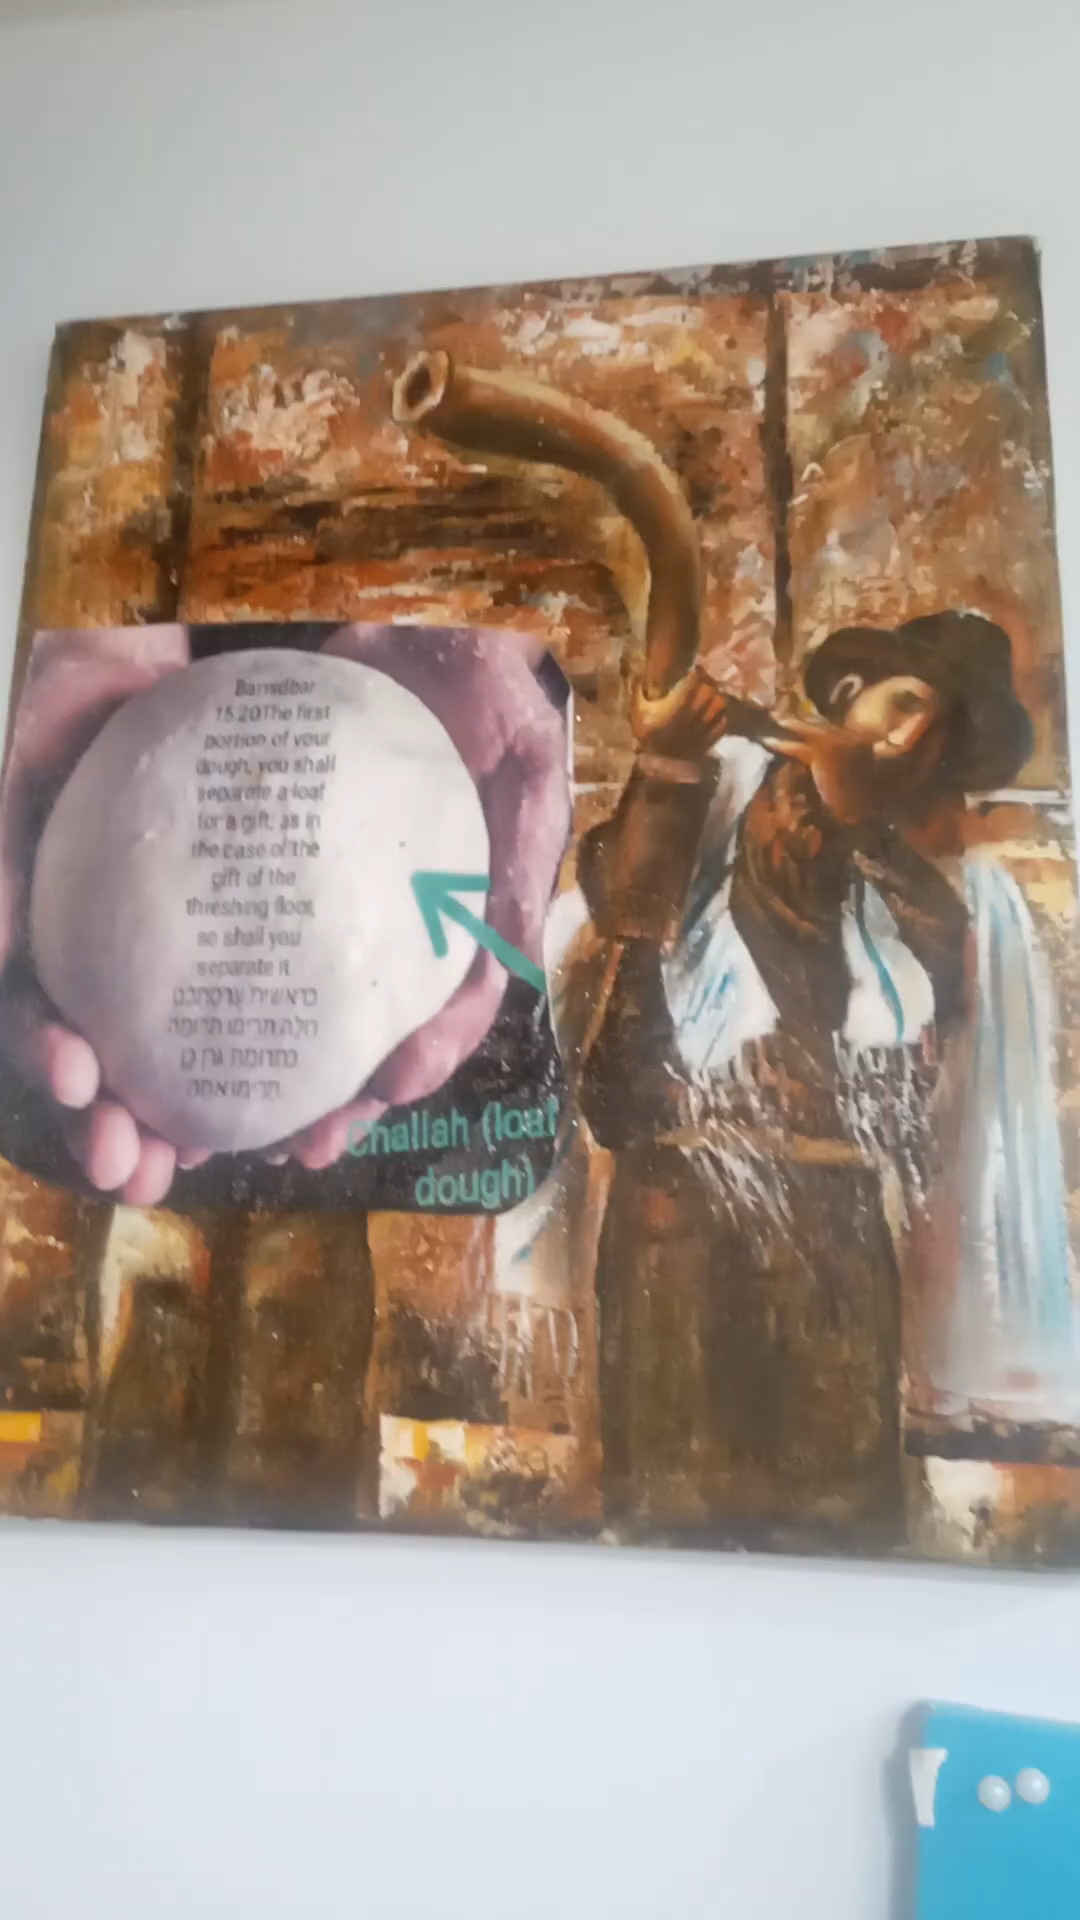 Bamidbar
15:20The first
portion of your
dough, you shall
separate a loaf
for a gift; as in
the case of the
gift of the
threshing floor,
so shall you
separate it.
כראשית ערסתכם
חלה תרימו תרומה
כתרומת גרן כן
תרימו אתה
Challah (loaf
dough)